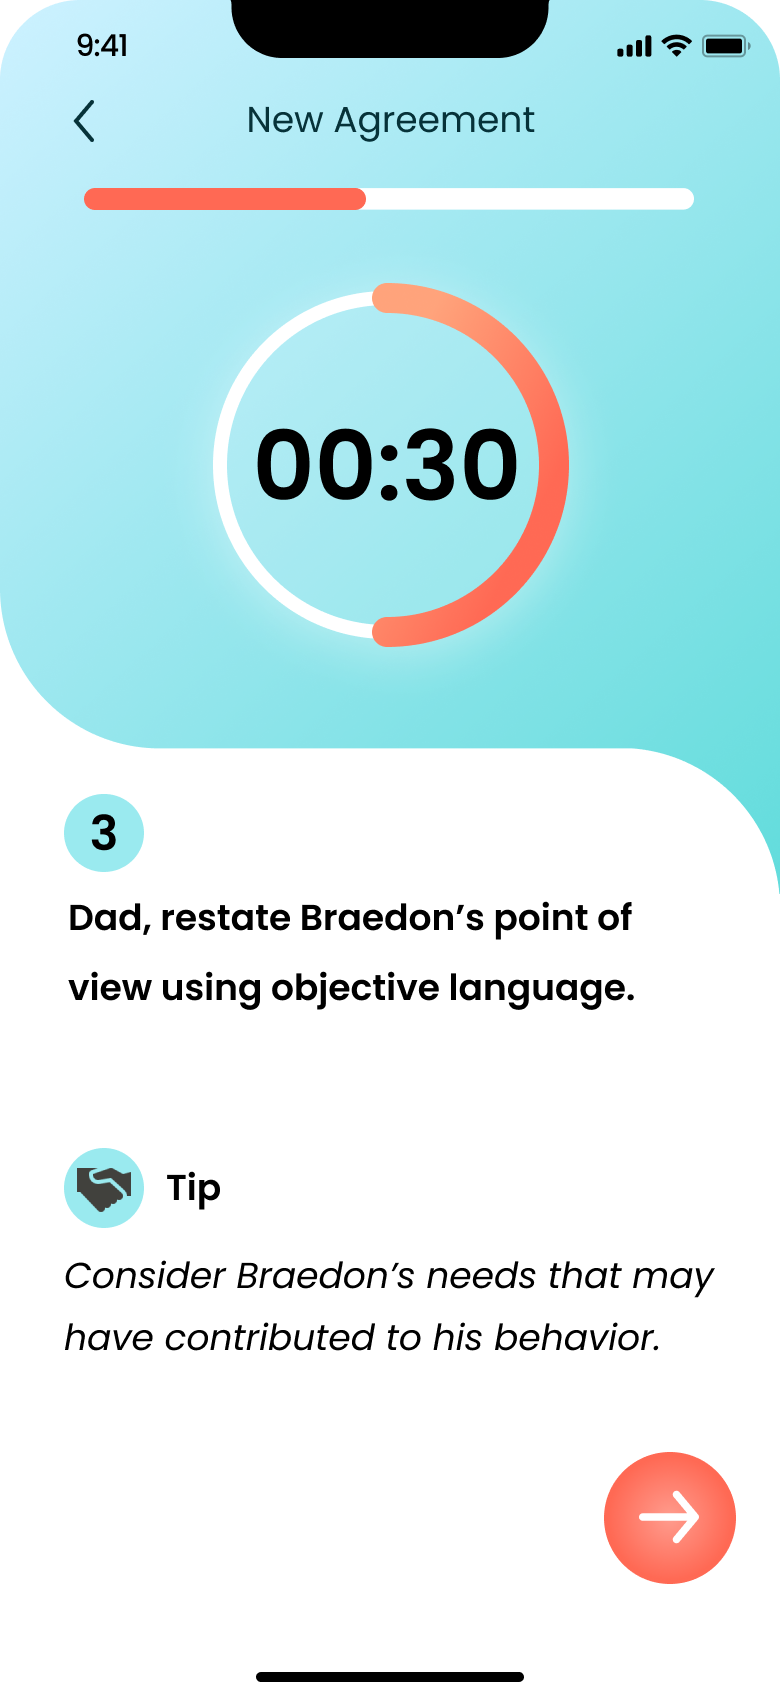 9:41
New Agreement
00:30
3
Dad, restate Braedon’s point of
view using objective language.
Tip
Consider Braedon’s needs that may
have contributed to his behavior.